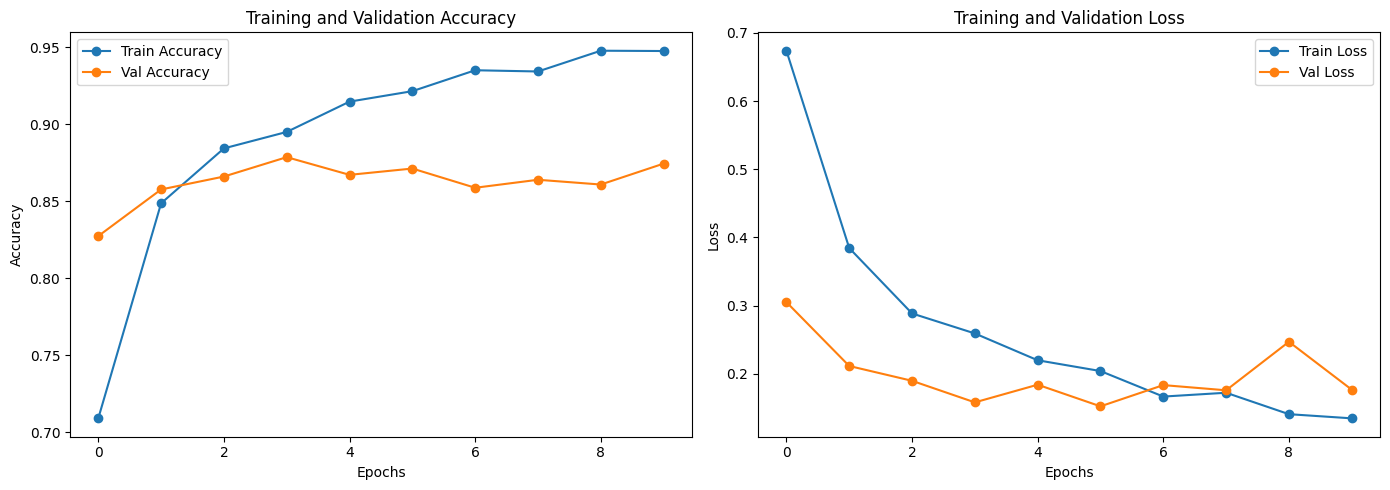 Training and Validation Accuracy
Train Accuracy
Val Accuracy
Accuracy
0.95
0.90
0.85
0.80
0.75
0.70
0 2 4 6 8
Epochs
Training and Validation Loss
Train Loss
Val Loss
Loss
0.7
0.6
0.5
0.4
0.3
0.2
0 2 4 6 8
Epochs